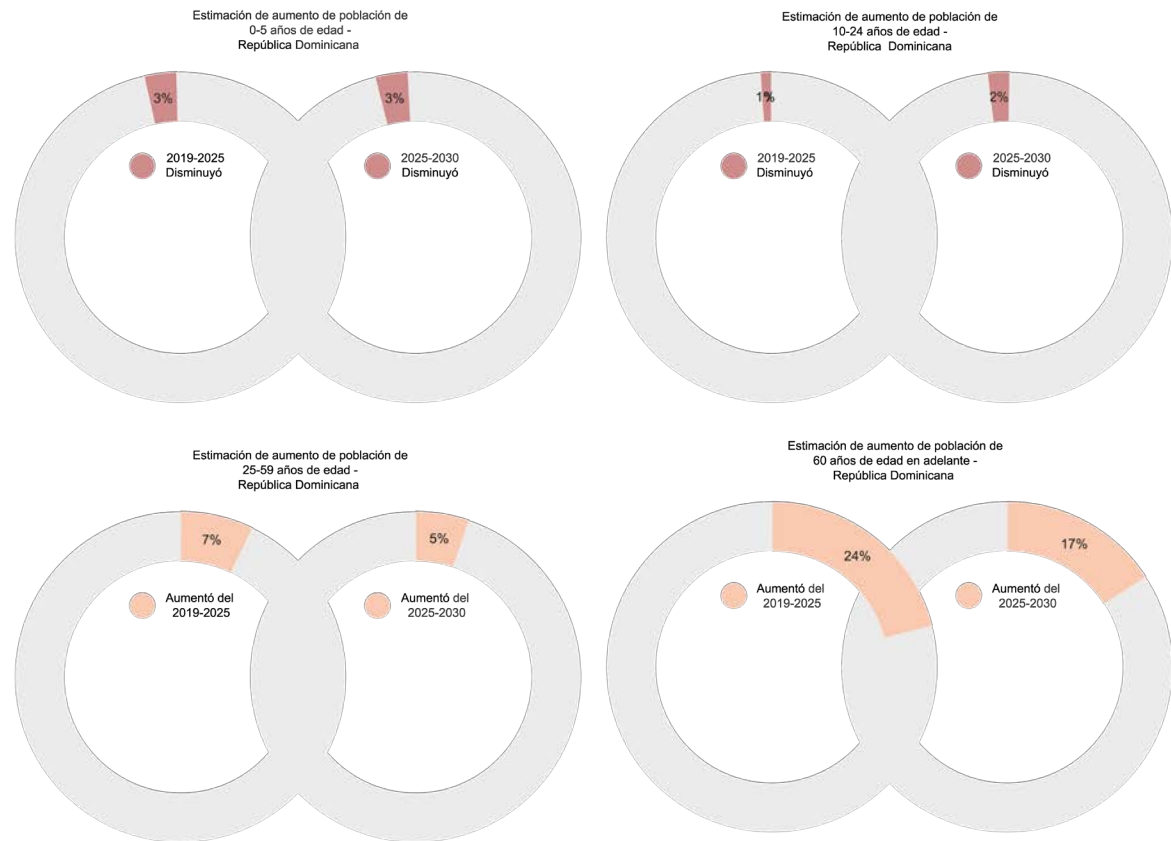 Estimación de aumento de población de
0-5 años de edad -
República Dominicana
3%
3%
2019-2025
Disminuyó
2025-2030
Disminuyó
Estimación de aumento de población de
10-24 años de edad -
República Dominicana
1%
2%
2019-2025
Disminuyó
2025-2030
Disminuyó
Estimación de aumento de población de
25-59 años de edad -
República Dominicana
7%
5%
Aumentó del
2019-2025
Aumentó del
2025-2030
Estimación de aumento de población de
60 años de edad en adelante -
República Dominicana
24%
17%
Aumentó del
2019-2025
Aumentó del
2025-2030